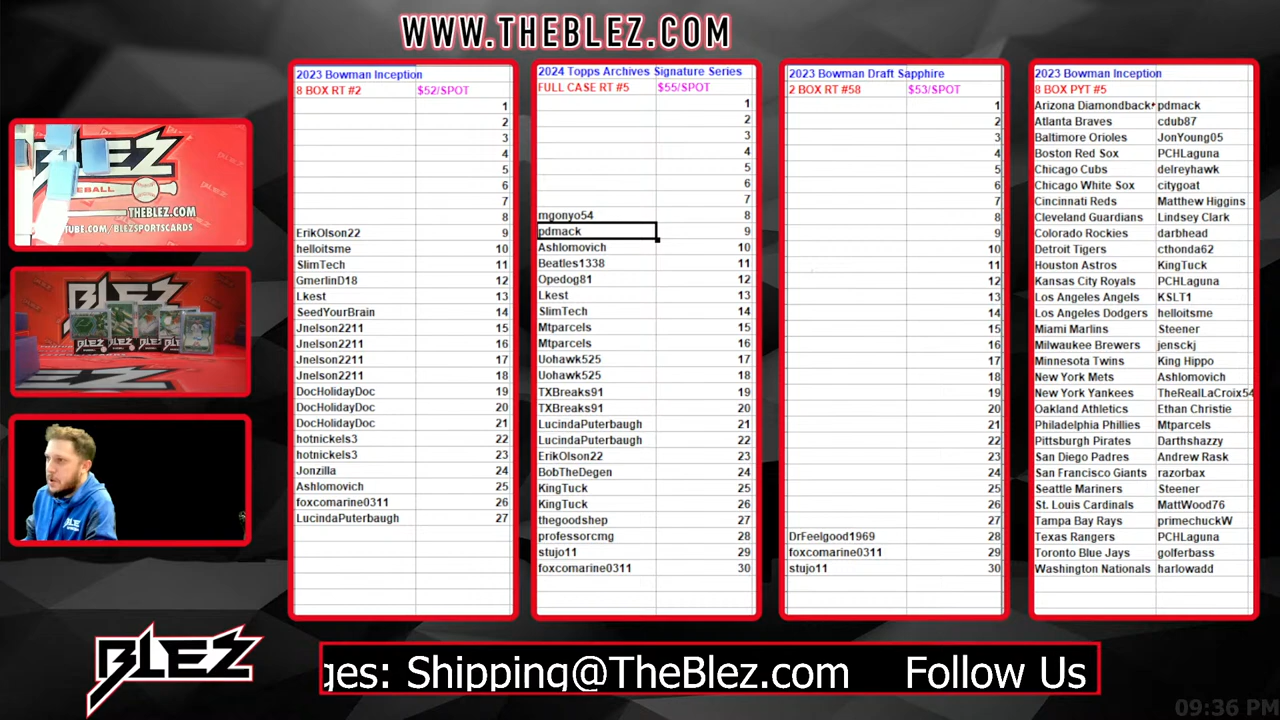 WWW.THEBLEZ.COM
2023 Bowman Inception
8 BOX RT #2 $52/SPOT
1
2
3
4
5
6
7
8
ErikOlson22 9
helloitsme 10
SlimTech 11
GmerlinD18 12
Lkest 13
SeedYourBrain 14
Jnelson2211 15
Jnelson2211 16
Jnelson2211 17
Jnelson2211 18
DocHolidayDoc 19
DocHolidayDoc 20
DocHolidayDoc 21
hotnickels3 22
hotnickels3 23
Jonzilla 24
Ashlomovich 25
foxcomarine0311 26
LucindaPuterbaugh 27
2024 Topps Archives Signature Series
FULL CASE RT #5 $55/SPOT
1
2
3
4
5
6
7
mgonyo54 8
pdmack 9
Ashlomovich 10
Beatles1338 11
Opedog81 12
Lkest 13
SlimTech 14
Mtparcels 15
Mtparcels 16
Uohawk525 17
Uohawk525 18
TXBreaks91 19
TXBreaks91 20
LucindaPuterbaugh 21
LucindaPuterbaugh 22
ErikOlson22 23
BobTheDegen 24
KingTuck 25
KingTuck 26
thegoodshep 27
professorcmg 28
stujo11 29
foxcomarine0311 30
2023 Bowman Draft Sapphire
2 BOX RT #58 $53/SPOT
1
2
3
4
5
6
7
8
9
10
11
12
13
14
15
16
17
18
19
20
21
22
23
24
25
26
27
DrFeelgood1969 28
foxcomarine0311 29
stujo11 30
2023 Bowman Inception
8 BOX PYT #5
Arizona Diamondback pdmack
Atlanta Braves cdub87
Baltimore Orioles JonYoung05
Boston Red Sox PCHLaguna
Chicago Cubs delreyhawk
Chicago White Sox citygoat
Cincinnati Reds Matthew Higgins
Cleveland Guardians Lindsey Clark
Colorado Rockies darbhead
Detroit Tigers cthonda62
Houston Astros KingTuck
Kansas City Royals PCHLaguna
Los Angeles Angels KSLT1
Los Angeles Dodgers helloitsme
Miami Marlins Steener
Milwaukee Brewers jensckj
Minnesota Twins King Hippo
New York Mets Ashlomovich
New York Yankees TheRealLaCroix54
Oakland Athletics Ethan Christie
Philadelphia Phillies Mtparcels
Pittsburgh Pirates Darthshazzy
San Diego Padres Andrew Rask
San Francisco Giants razorbax
Seattle Mariners Steener
St. Louis Cardinals MattWood76
Tampa Bay Rays primechuckW
Texas Rangers PCHLaguna
Toronto Blue Jays golferbass
Washington Nationals harlowadd
BLEZ
THEBLEZ.COM
TUBE.COM/BLEZSPORTSCARDS
BLEZ
BLEZ
ges: Shipping@TheBlez.com Follow Us
09:36 PM